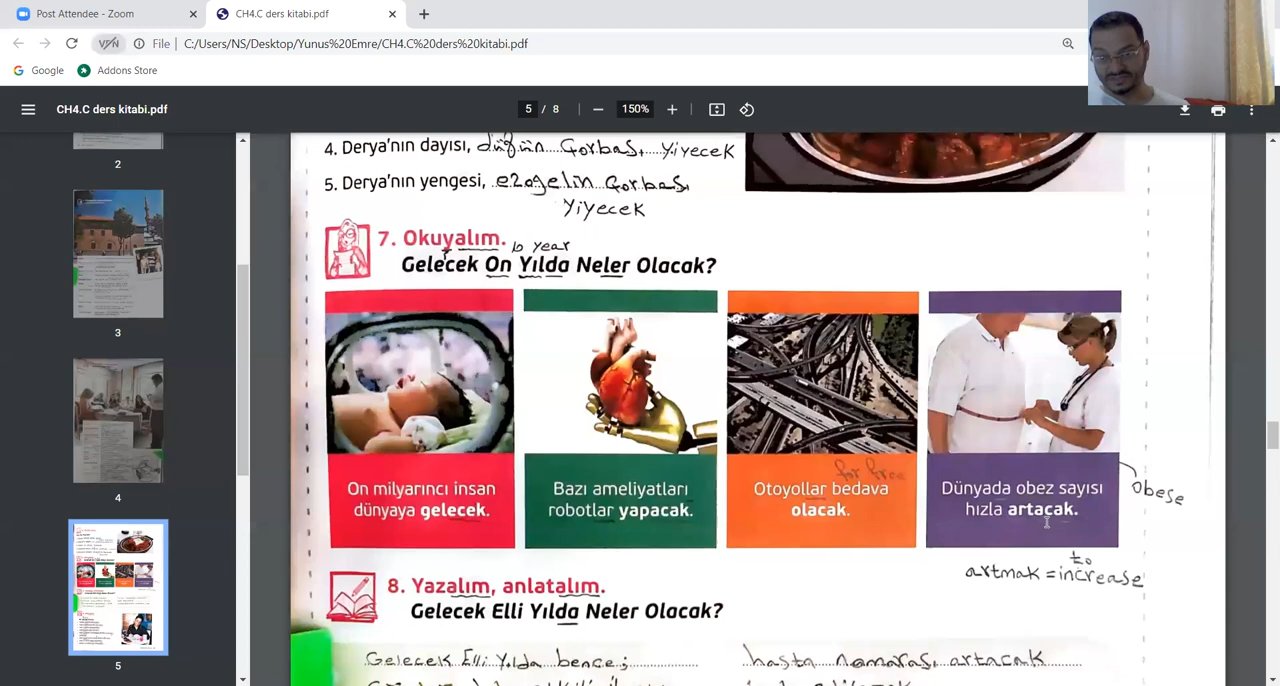 Post Attendee - Zoom
CH4.C ders kitabi.pdf
VPN
File
C:/Users/NS/Desktop/Yunus%20Emre/CH4.C%20ders%20kitabi.pdf
Google
Addons Store
CH4.C ders kitabi.pdf
5 / 8
150%
2
3
4
5
4. Derya'nın dayısı, düğün Çorbası yiyecek
5. Derya'nın yengesi, ezogelin Çorbası
Yiyecek
7. Okuyalım.
10 year
Gelecek On Yılda Neler Olacak?
On milyarıncı insan
dünyaya gelecek.
Bazı ameliyatları
robotlar yapacak.
for free
Otoyollar bedava
olacak.
Dünyada obez sayısı
hızla artacak.
obese
to
artmak = increase
8. Yazalım, anlatalım.
Gelecek Elli Yılda Neler Olacak?
Gelecek Elli Yılda bence;
hasta numarası artacak